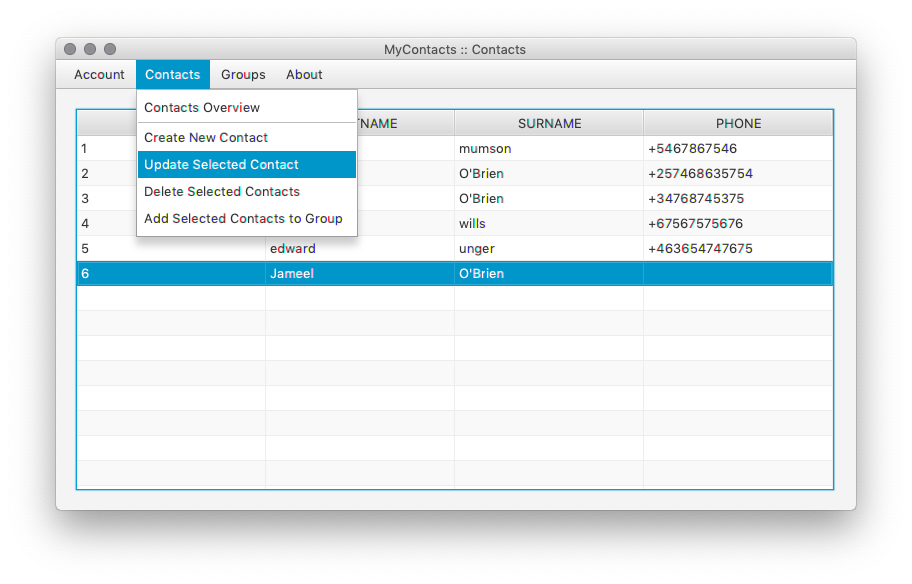 MyContacts :: Contacts
Account Contacts Groups About
Contacts Overview
Create New Contact
Update Selected Contact
Delete Selected Contacts
Add Selected Contacts to Group
TNAME SURNAME PHONE
1 mumson +5467867546
2 O'Brien +257468635754
3 O'Brien +34768745375
4 wills +67567575676
5 edward unger +463654747675
6 Jameel O'Brien